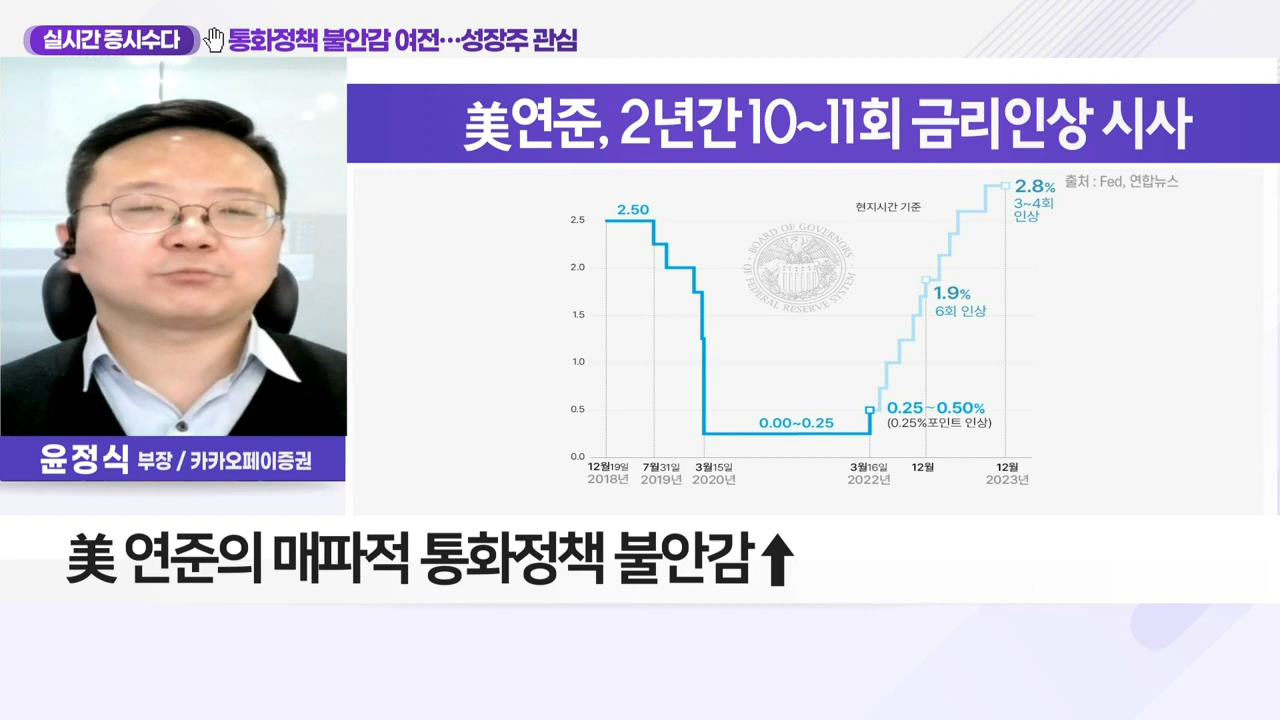 실시간 증시수다
통화정책 불안감 여전…성장주 관심
美연준, 2년간 10~11회 금리인상 시사
출처 : Fed, 연합뉴스
현지시간 기준
2.50
2.8%
3~4회
인상
2.5
2.0
1.5
1.0
0.5
0.0
BOARD OF GOVERNORS
OF FEDERAL RESERVE SYSTEM
1.9%
6회 인상
0.25~0.50%
(0.25%포인트 인상)
0.00~0.25
12월19일 7월31일 3월15일 3월16일 12월 12월
2018년 2019년 2020년 2022년 2023년
윤정식 부장 / 카카오페이증권
美 연준의 매파적 통화정책 불안감↑